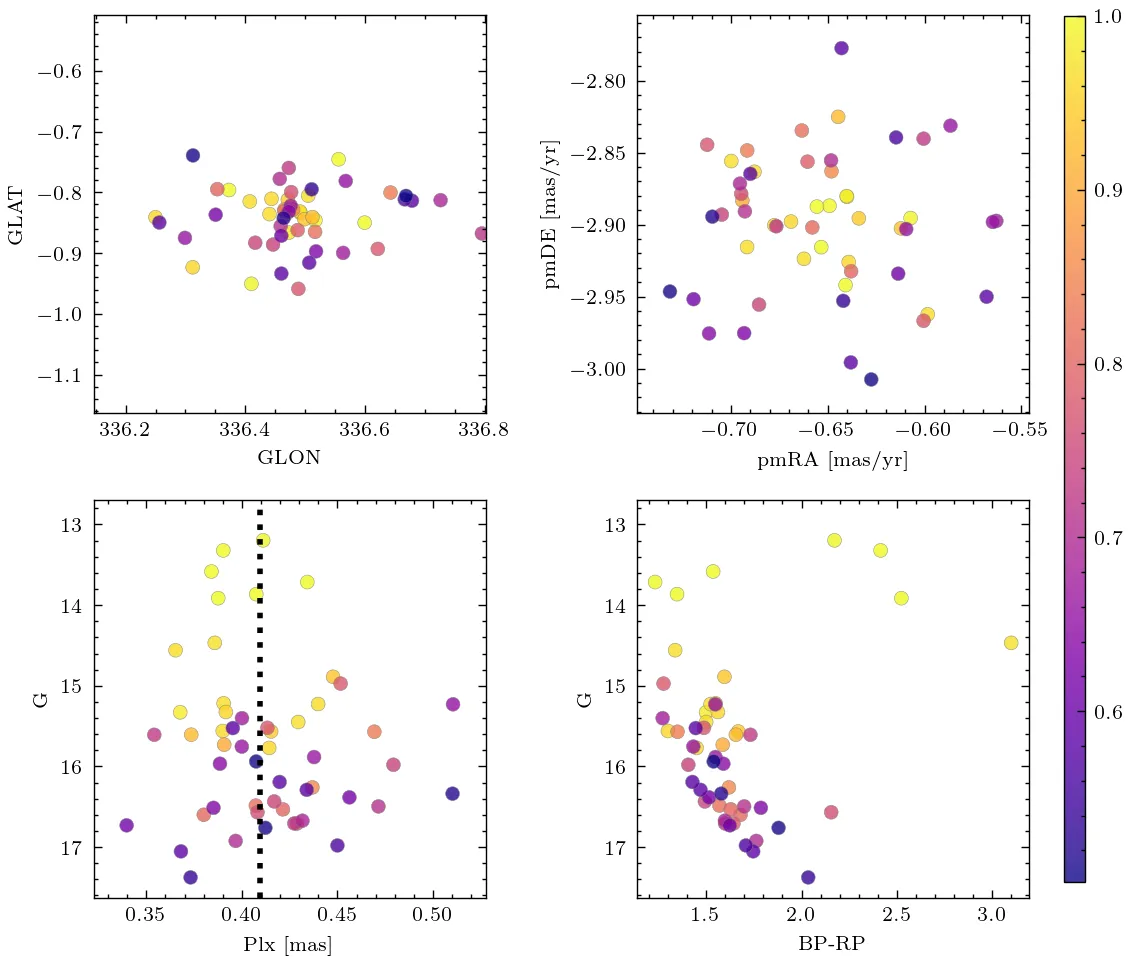 GLAT
−0.6
−0.7
−0.8
−0.9
−1.0
−1.1
336.2 336.4 336.6 336.8
GLON
pmDE [mas/yr]
−2.80
−2.85
−2.90
−2.95
−3.00
−0.70 −0.65 −0.60 −0.55
pmRA [mas/yr]
1.0
0.9
0.8
0.7
0.6
G
13
14
15
16
17
0.35 0.40 0.45 0.50
Plx [mas]
G
13
14
15
16
17
1.5 2.0 2.5 3.0
BP-RP